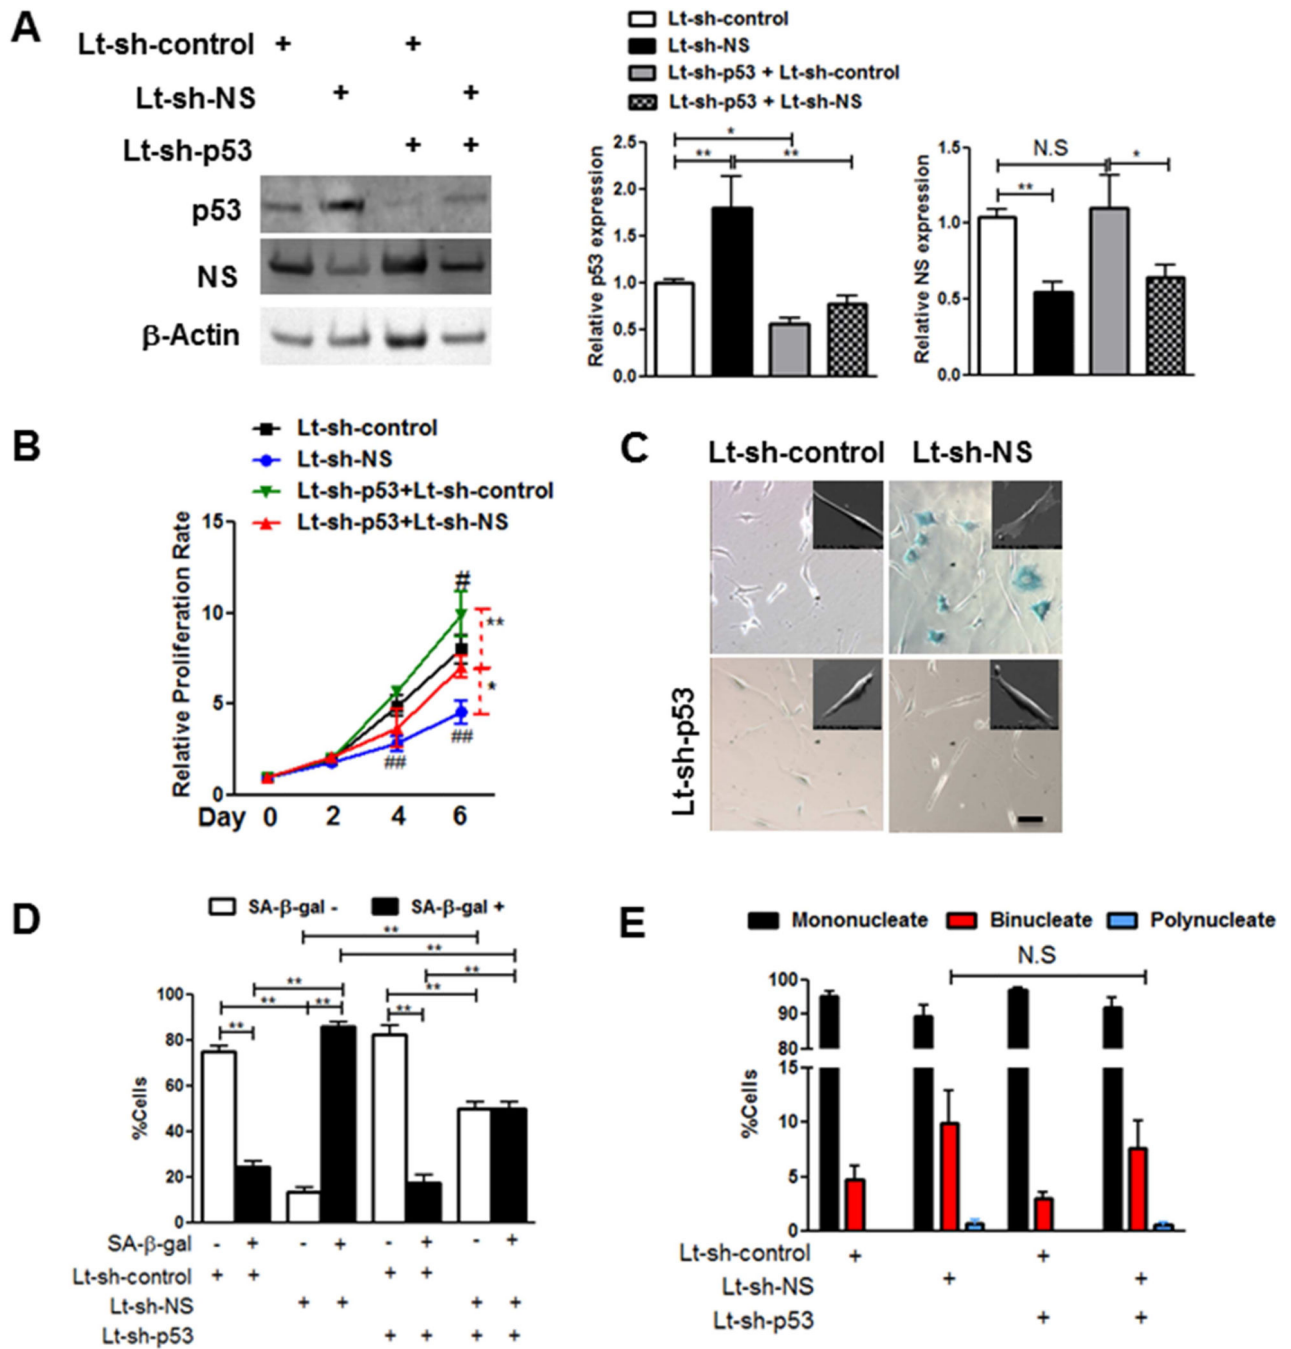 A
Lt-sh-control + +
Lt-sh-NS + +
Lt-sh-p53 + +
p53
NS
β-Actin
Lt-sh-control
Lt-sh-NS
Lt-sh-p53 + Lt-sh-control
Lt-sh-p53 + Lt-sh-NS
Relative p53 expression
2.5
2.0
1.5
1.0
0.5
0.0
*
** **
Relative NS expression
1.5
1.0
0.5
0.0
N.S *
**
B
Lt-sh-control
Lt-sh-NS
Lt-sh-p53+Lt-sh-control
Lt-sh-p53+Lt-sh-NS
Relative Proliferation Rate
15
10
5
0
#
**
*
##
##
Day 0 2 4 6
C
Lt-sh-control Lt-sh-NS
Lt-sh-p53
D
SA-β-gal - SA-β-gal +
**
**
**
**
**
** **
** **
%Cells
100
80
60
40
20
0
SA-β-gal - + - + - + - +
Lt-sh-control + + + +
Lt-sh-NS + + + +
Lt-sh-p53 + + + +
E
Mononucleate Binucleate Polynucleate
N.S
%Cells
100
90
80
15
10
5
0
Lt-sh-control + +
Lt-sh-NS + +
Lt-sh-p53 + +